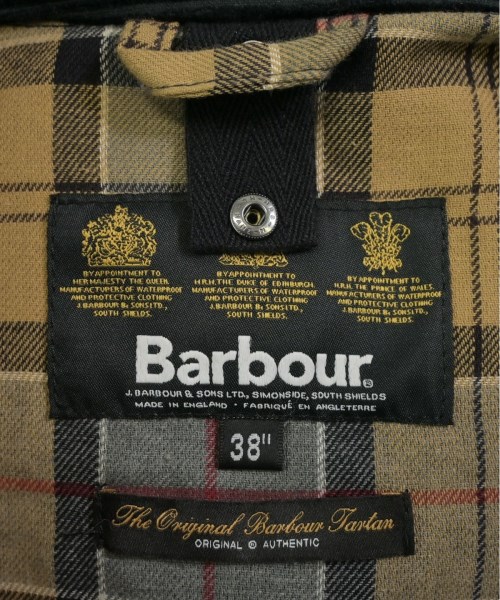 BY APPOINTMENT TO
HER MAJESTY THE QUEEN.
MANUFACTURERS OF WATERPROOF
AND PROTECTIVE CLOTHING
J.BARBOUR & SONS LTD.,
SOUTH SHIELDS.
BY APPOINTMENT TO
H.R.H. THE DUKE OF EDINBURGH.
MANUFACTURERS OF WATERPROOF
AND PROTECTIVE CLOTHING
J.BARBOUR & SONS LTD.,
SOUTH SHIELDS.
BY APPOINTMENT TO
H.R.H. THE PRINCE OF WALES.
MANUFACTURERS OF WATERPROOF
AND PROTECTIVE CLOTHING
J.BARBOUR & SONS LTD.,
SOUTH SHIELDS.
Barbour®
J. BARBOUR & SONS LTD., SIMONSIDE, SOUTH SHIELDS
MADE IN ENGLAND · FABRIQUÉ EN ANGLETERRE
38"
The Original Barbour Tartan
ORIGINAL © AUTHENTIC